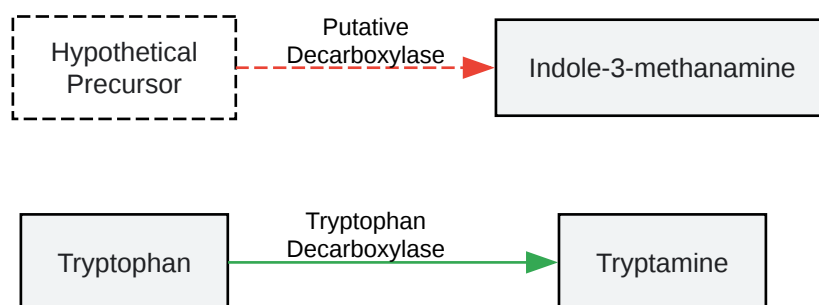 Hypothetical
Precursor
Putative
Decarboxylase
Indole-3-methanamine
Tryptophan
Tryptophan
Decarboxylase
Tryptamine